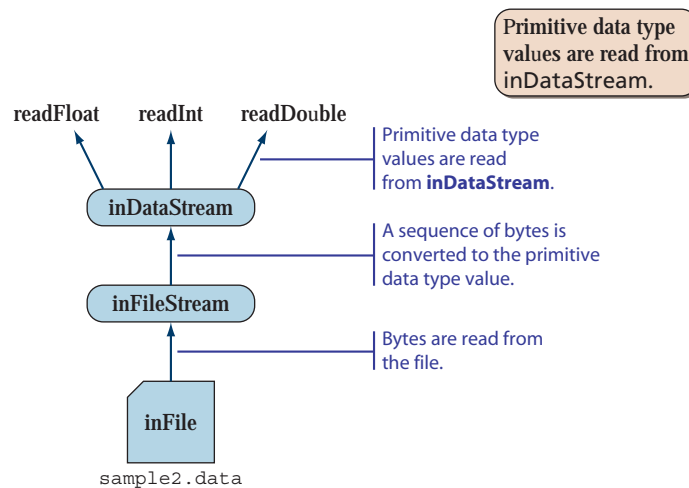 Primitive data type
values are read from
inDataStream.
readFloat readInt readDouble
Primitive data type
values are read
from inDataStream.
inDataStream
A sequence of bytes is
converted to the primitive
data type value.
inFileStream
Bytes are read from
the file.
inFile
sample2.data